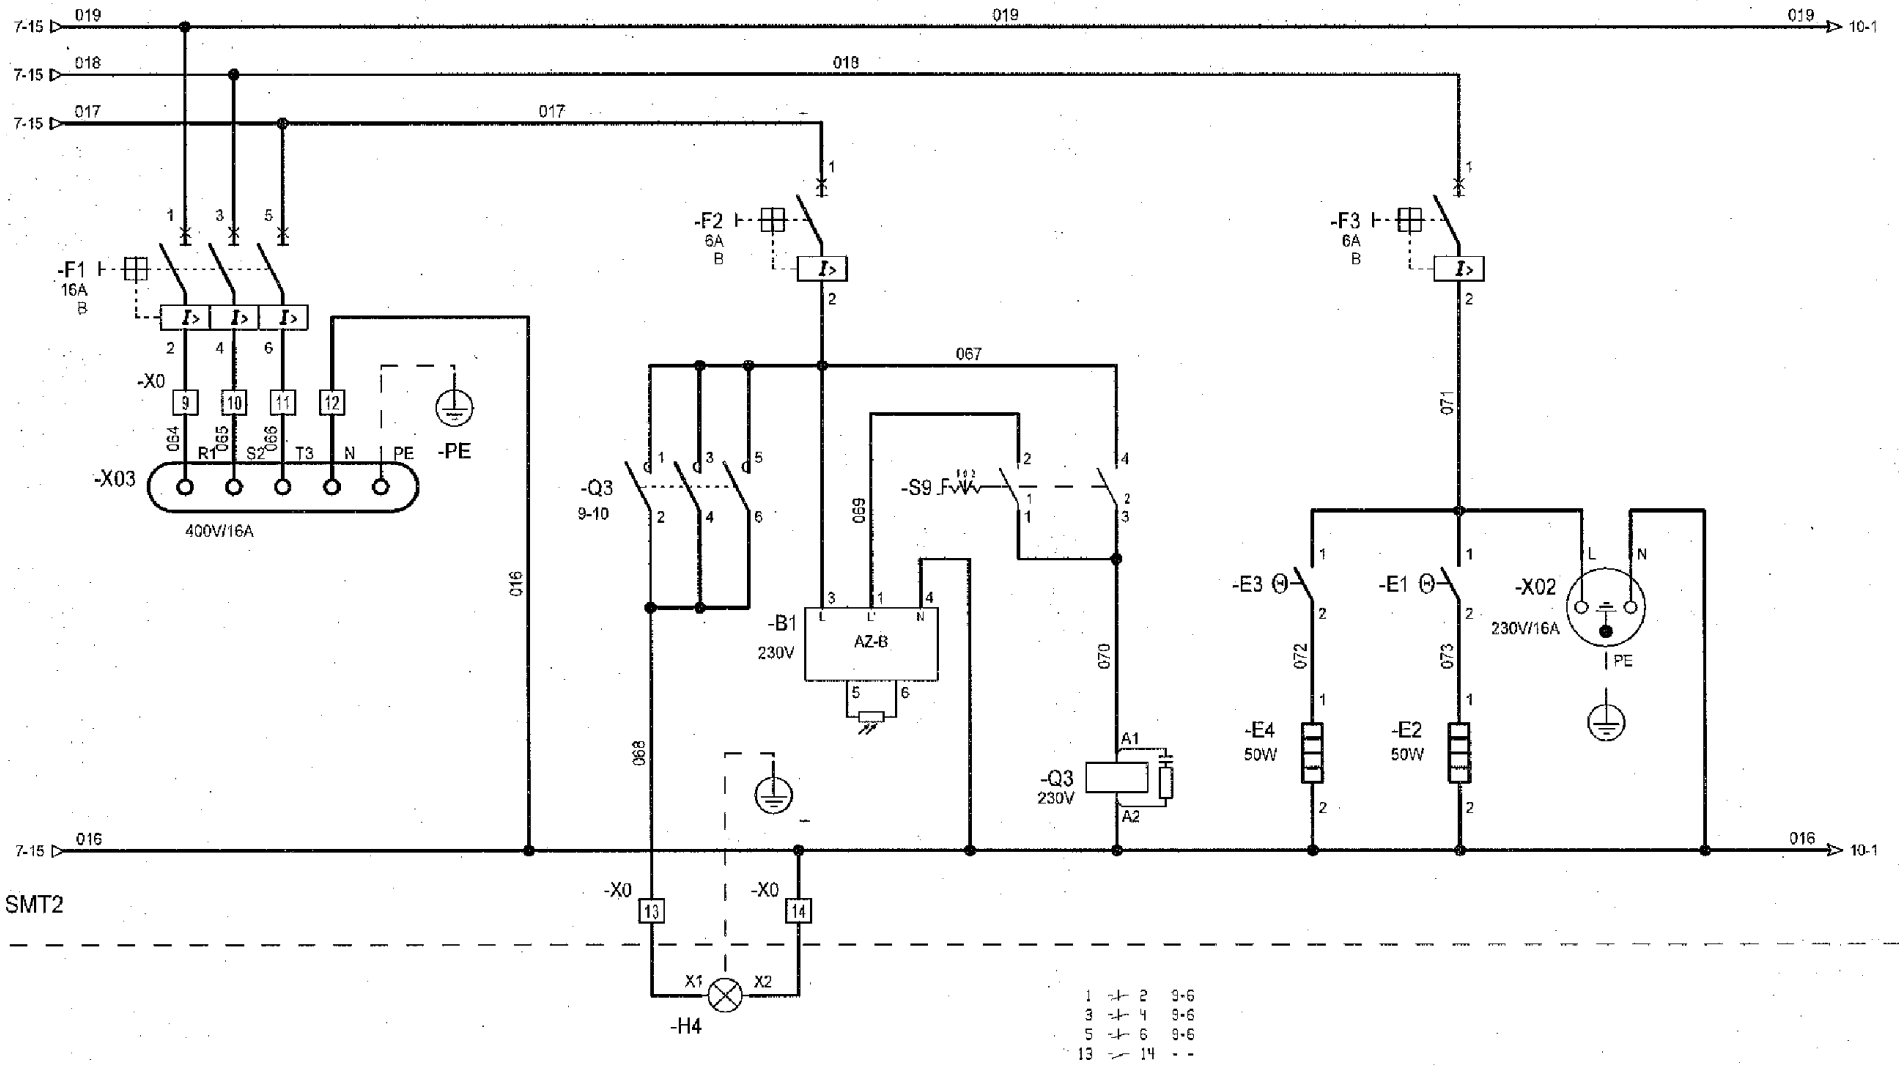 019 019 019
7-15 10-1
018 018
7-15
017 017
7-15
1 1
-F2 -F3
6A 6A
B B
I> I>
2 2
1 3 5
-F1
16A
B
I> I> I>
2 4 6
-X0
9 10 11 12
064 065 066
R1 S2 T3 N PE
-PE
-X03
400V/16A
016
067
071
1 3 5
-Q3
9-10
2 4 6
069
2 4
-S9
1 0 2
1 2
1 3
3 1 4
L L' N
-B1
230V
AZ-B
5 6
068
070
A1
-Q3
230V
A2
1 1 L N
-E3 -E1 -X02
230V/16A
2 2
PE
072 073
1 1
-E4 -E2
50W 50W
2 2
016 016
7-15 10-1
SMT2
-X0 -X0
13 14
X1 X2
-H4
1 2 9-6
3 4 9-6
5 6 9-6
13 14 - -